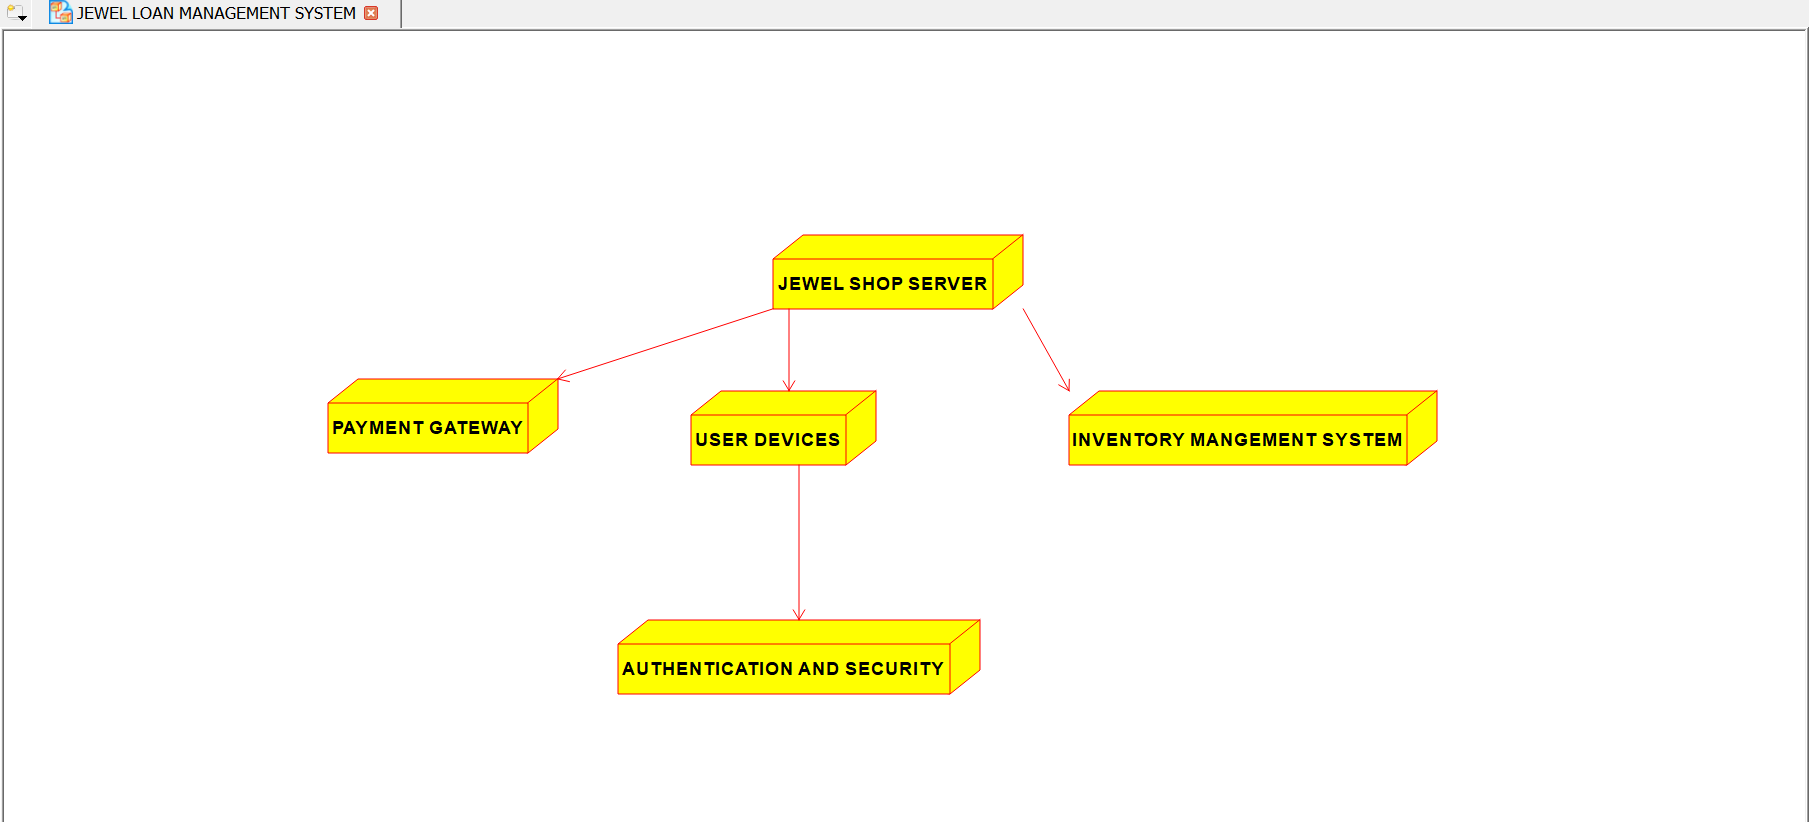 JEWEL LOAN MANAGEMENT SYSTEM
JEWEL SHOP SERVER
PAYMENT GATEWAY
USER DEVICES
INVENTORY MANGEMENT SYSTEM
AUTHENTICATION AND SECURITY